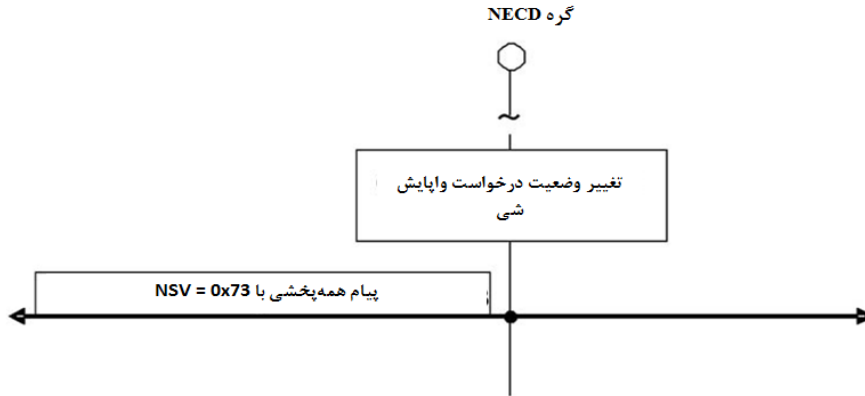 گره NECD
تغییر وضعیت درخواست واپایش
شی
پیام همه‌پخشی با NSV = 0x73